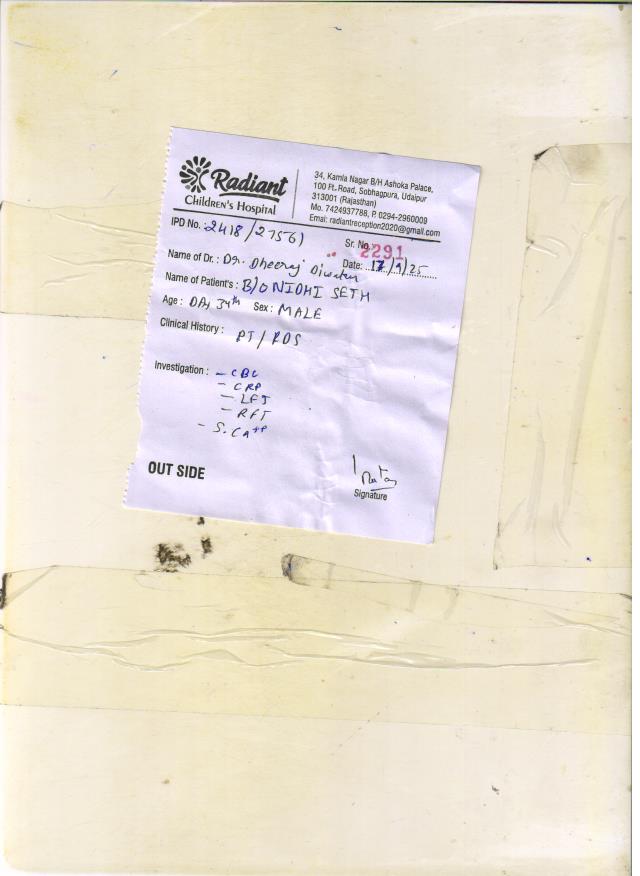 Radiant
Children's Hospital
34, Kamla Nagar B/H Ashoka Palace,
100 Ft. Road, Sobhagpura, Udaipur
313001 (Rajasthan)
Mo. 7424937788, P. 0294-2960009
Emai: radiantreception2020@gmail.com
IPD No.: 2418/27561
Sr. No. 2291
Name of Dr.: Dr. Dheeraj Diwakar
Date: 17/1/25
Name of Patient's: B/O NIDHI SETH
Age: DAY 34th Sex: MALE
Clinical History: PT/RDS
Investigation: - CBC
- CRP
- LFT
- RFT
- S. CA++
OUT SIDE
Signature